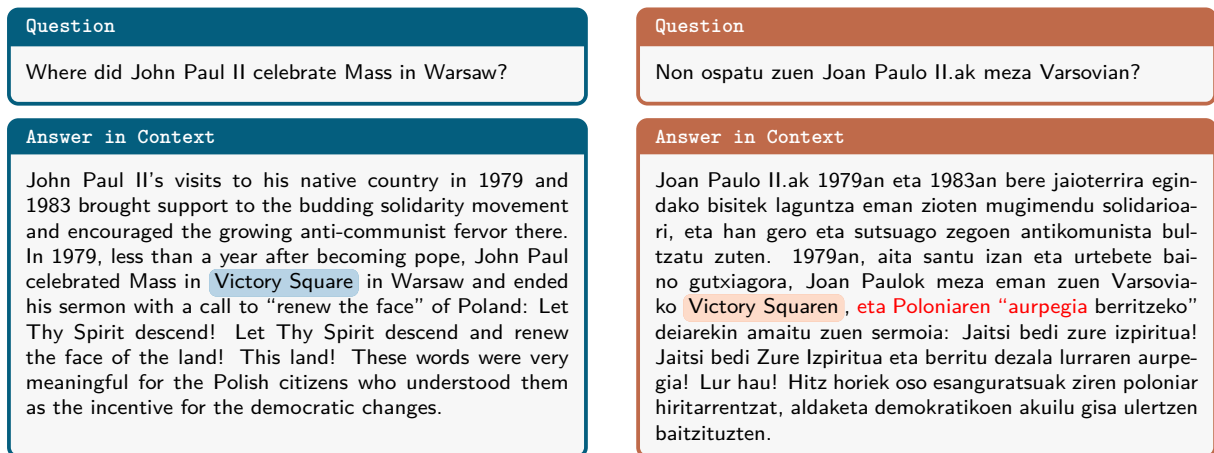 Question
Where did John Paul II celebrate Mass in Warsaw?
Answer in Context
John Paul II's visits to his native country in 1979 and
1983 brought support to the budding solidarity movement
and encouraged the growing anti-communist fervor there.
In 1979, less than a year after becoming pope, John Paul
celebrated Mass in Victory Square in Warsaw and ended
his sermon with a call to “renew the face” of Poland: Let
Thy Spirit descend! Let Thy Spirit descend and renew
the face of the land! This land! These words were very
meaningful for the Polish citizens who understood them
as the incentive for the democratic changes.
Question
Non ospatu zuen Joan Paulo II.ak meza Varsovian?
Answer in Context
Joan Paulo II.ak 1979an eta 1983an bere jaioterrira egin-
dako bisitek laguntza eman zioten mugimendu solidarioa-
ri, eta han gero eta sutsuago zegoen antikomunista bul-
tzatu zuten. 1979an, aita santu izan eta urtebete bai-
no gutxiagora, Joan Paulok meza eman zuen Varsovia-
ko Victory Squaren, eta Poloniaren “aurpegia berritzeko”
deiarekin amaitu zuen sermoia: Jaitsi bedi zure izpiritua!
Jaitsi bedi Zure Izpiritua eta berritu dezala lurraren aurpe-
gia! Lur hau! Hitz horiek oso esanguratsuak ziren poloniar
hiritarrentzat, aldaketa demokratikoen akuilu gisa ulertzen
baitzituzten.